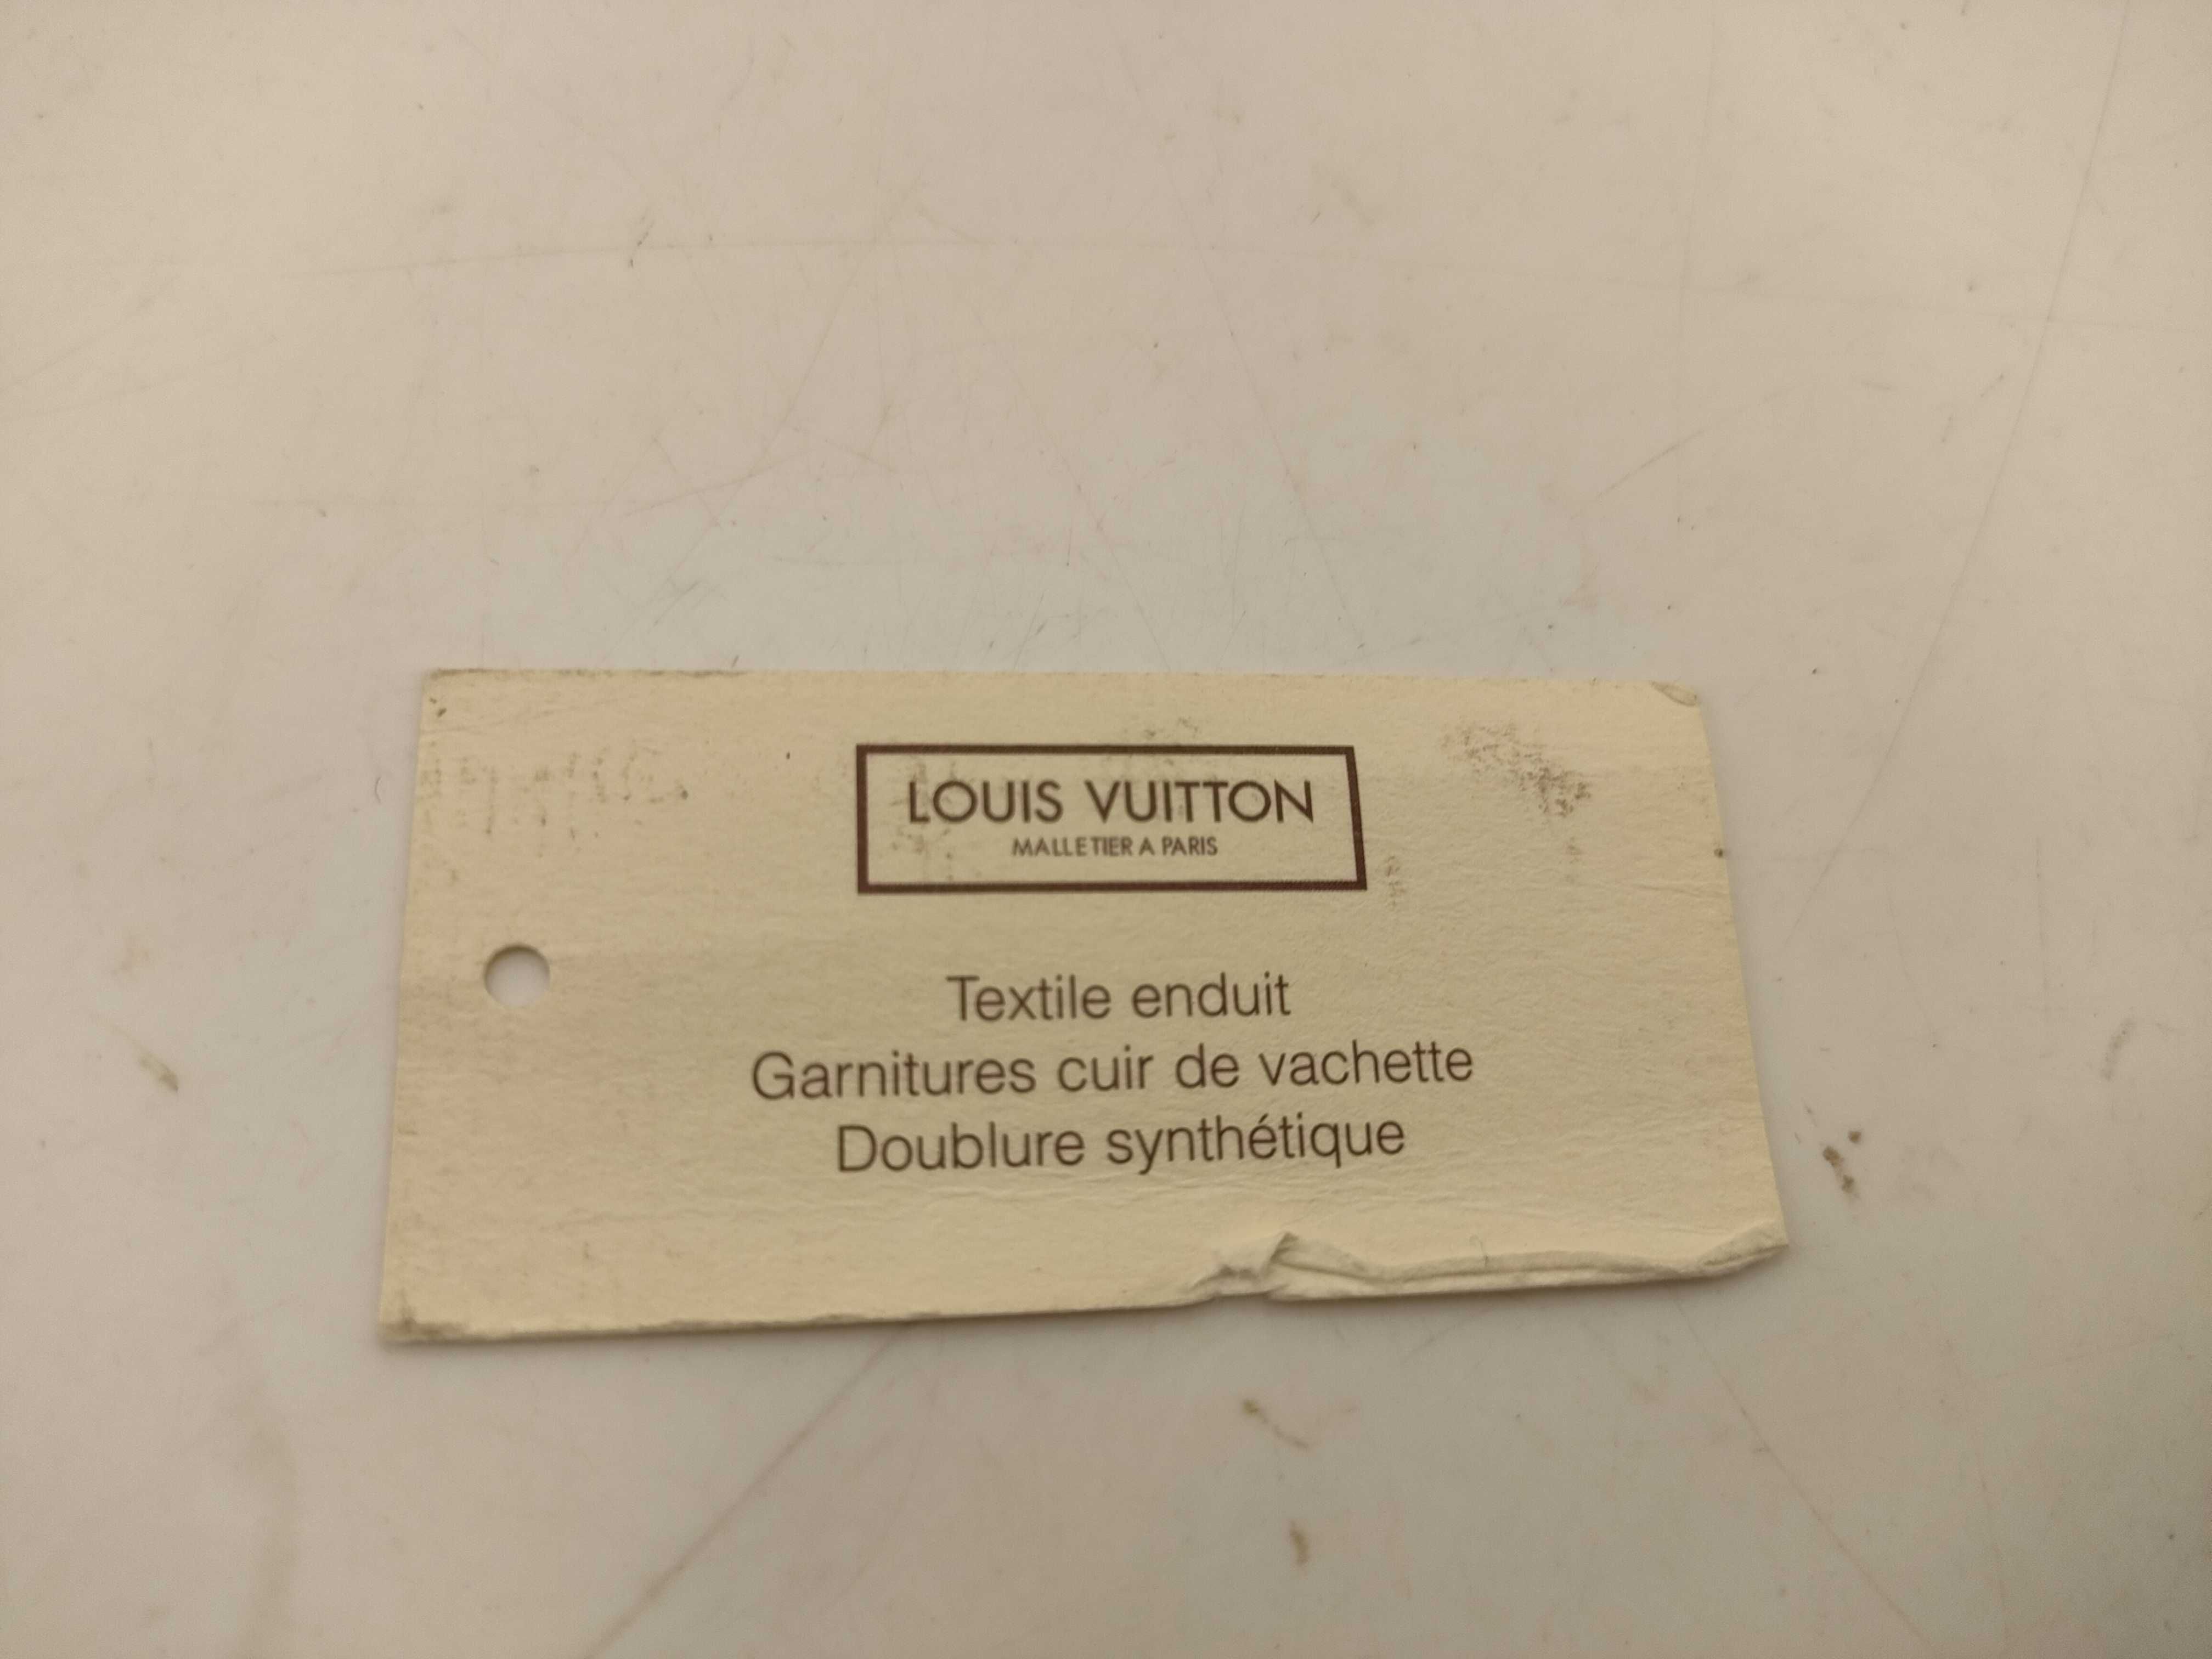 LOUIS VUITTON
MALLETIER A PARIS
Textile enduit
Garnitures cuir de vachette
Doublure synthétique